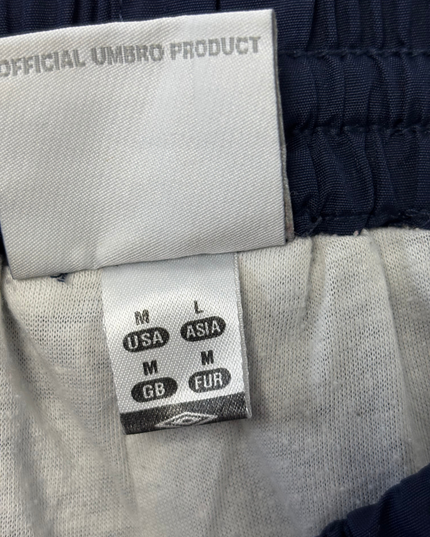 OFFICIAL UMBRO PRODUCT
M L
USA ASIA
M M
GB EUR